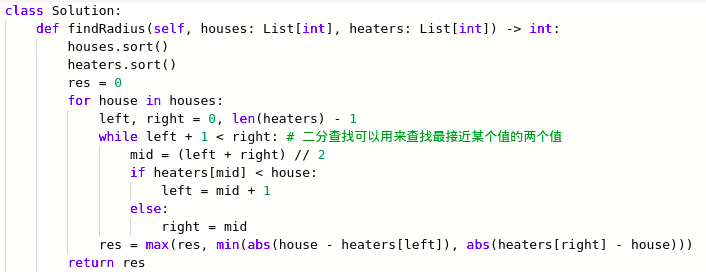 class Solution:
    def findRadius(self, houses: List[int], heaters: List[int]) -> int:
        houses.sort()
        heaters.sort()
        res = 0
        for house in houses:
            left, right = 0, len(heaters) - 1
            while left + 1 < right: # 二分查找可以用来查找最接近某个值的两个值
                mid = (left + right) // 2
                if heaters[mid] < house:
                    left = mid + 1
                else:
                    right = mid
            res = max(res, min(abs(house - heaters[left]), abs(heaters[right] - house)))
        return res